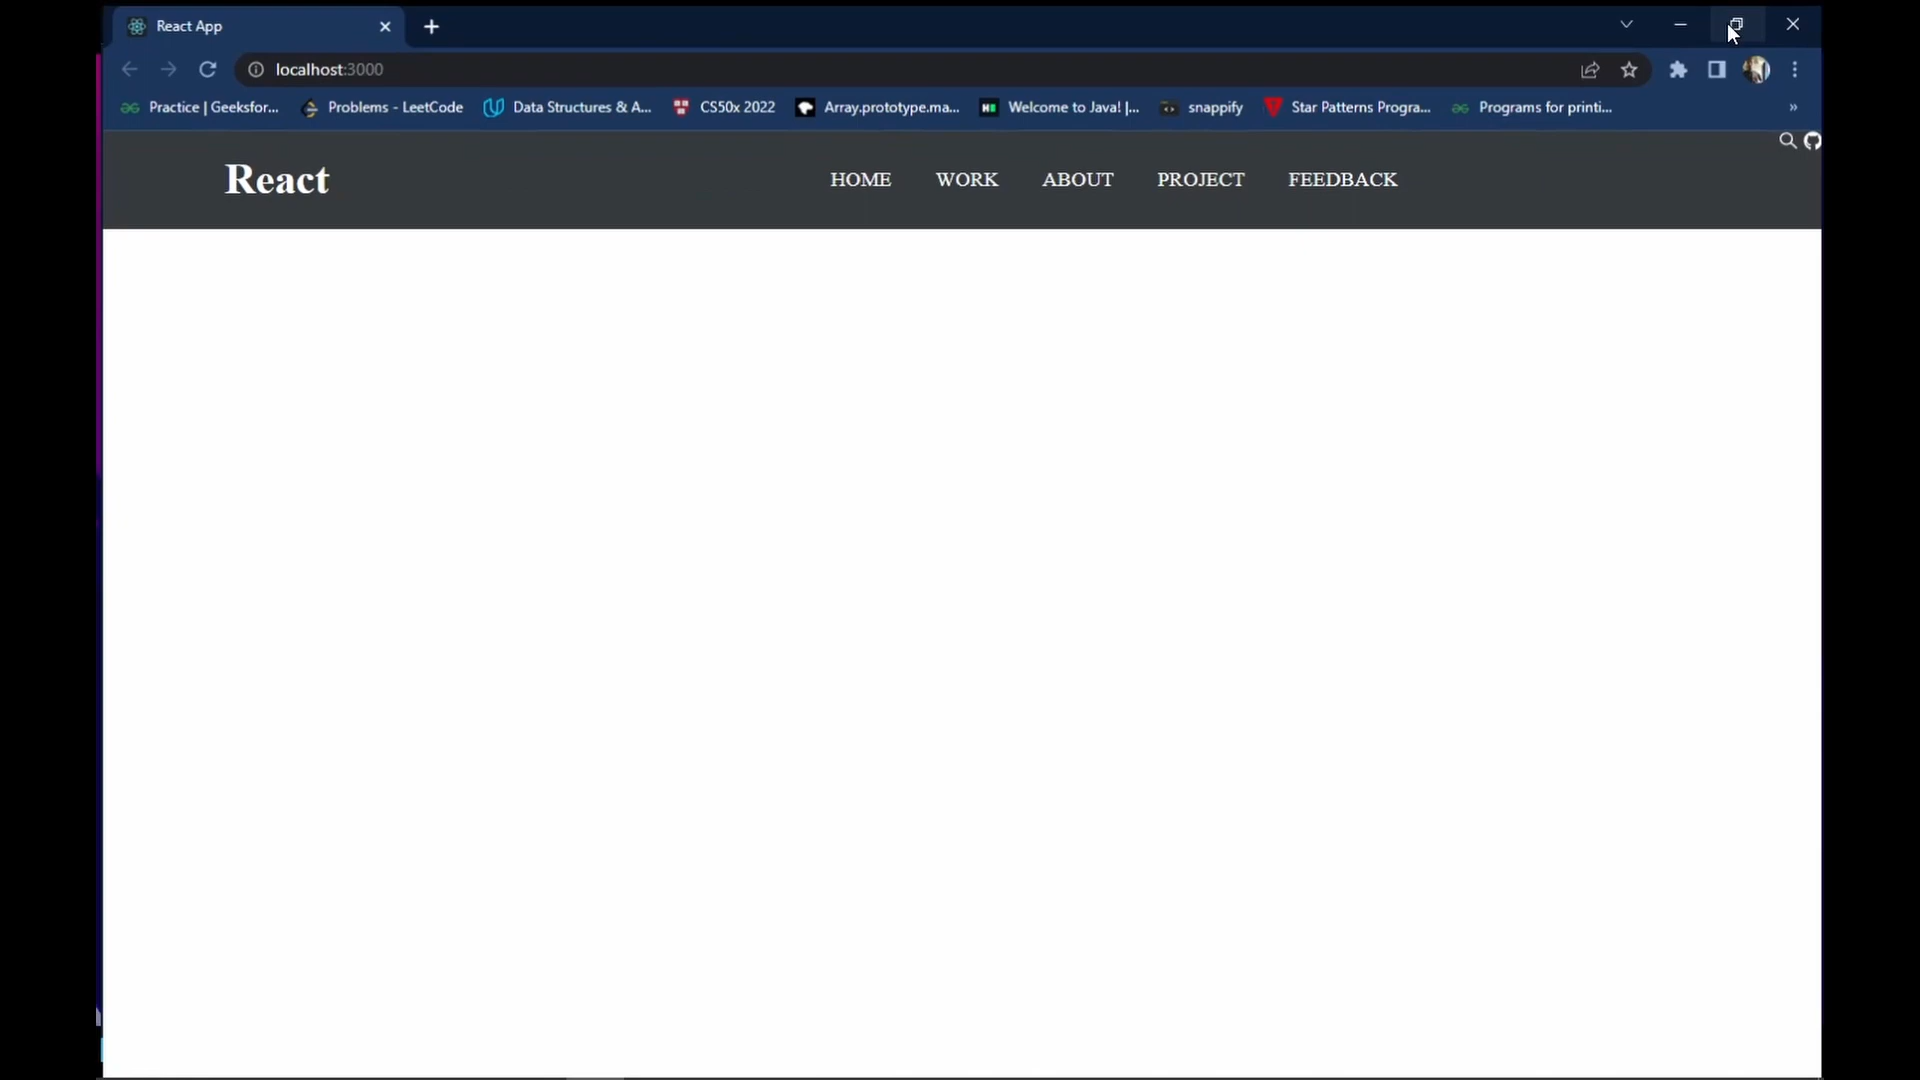 React App
localhost:3000
Practice | Geeksfor... Problems - LeetCode Data Structures & A... CS50x 2022 Array.prototype.ma... Welcome to Java! |... snappify Star Patterns Progra... Programs for printi... »
React HOME WORK ABOUT PROJECT FEEDBACK